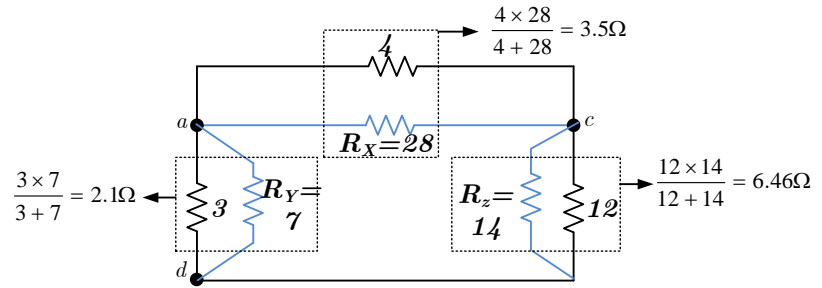 4
4 × 28
4 + 28
= 3.5Ω
a
c
R_X=28
3 × 7
3 + 7
= 2.1Ω
3
R_Y=
7
R_z=
14
12
12 × 14
12 + 14
= 6.46Ω
d